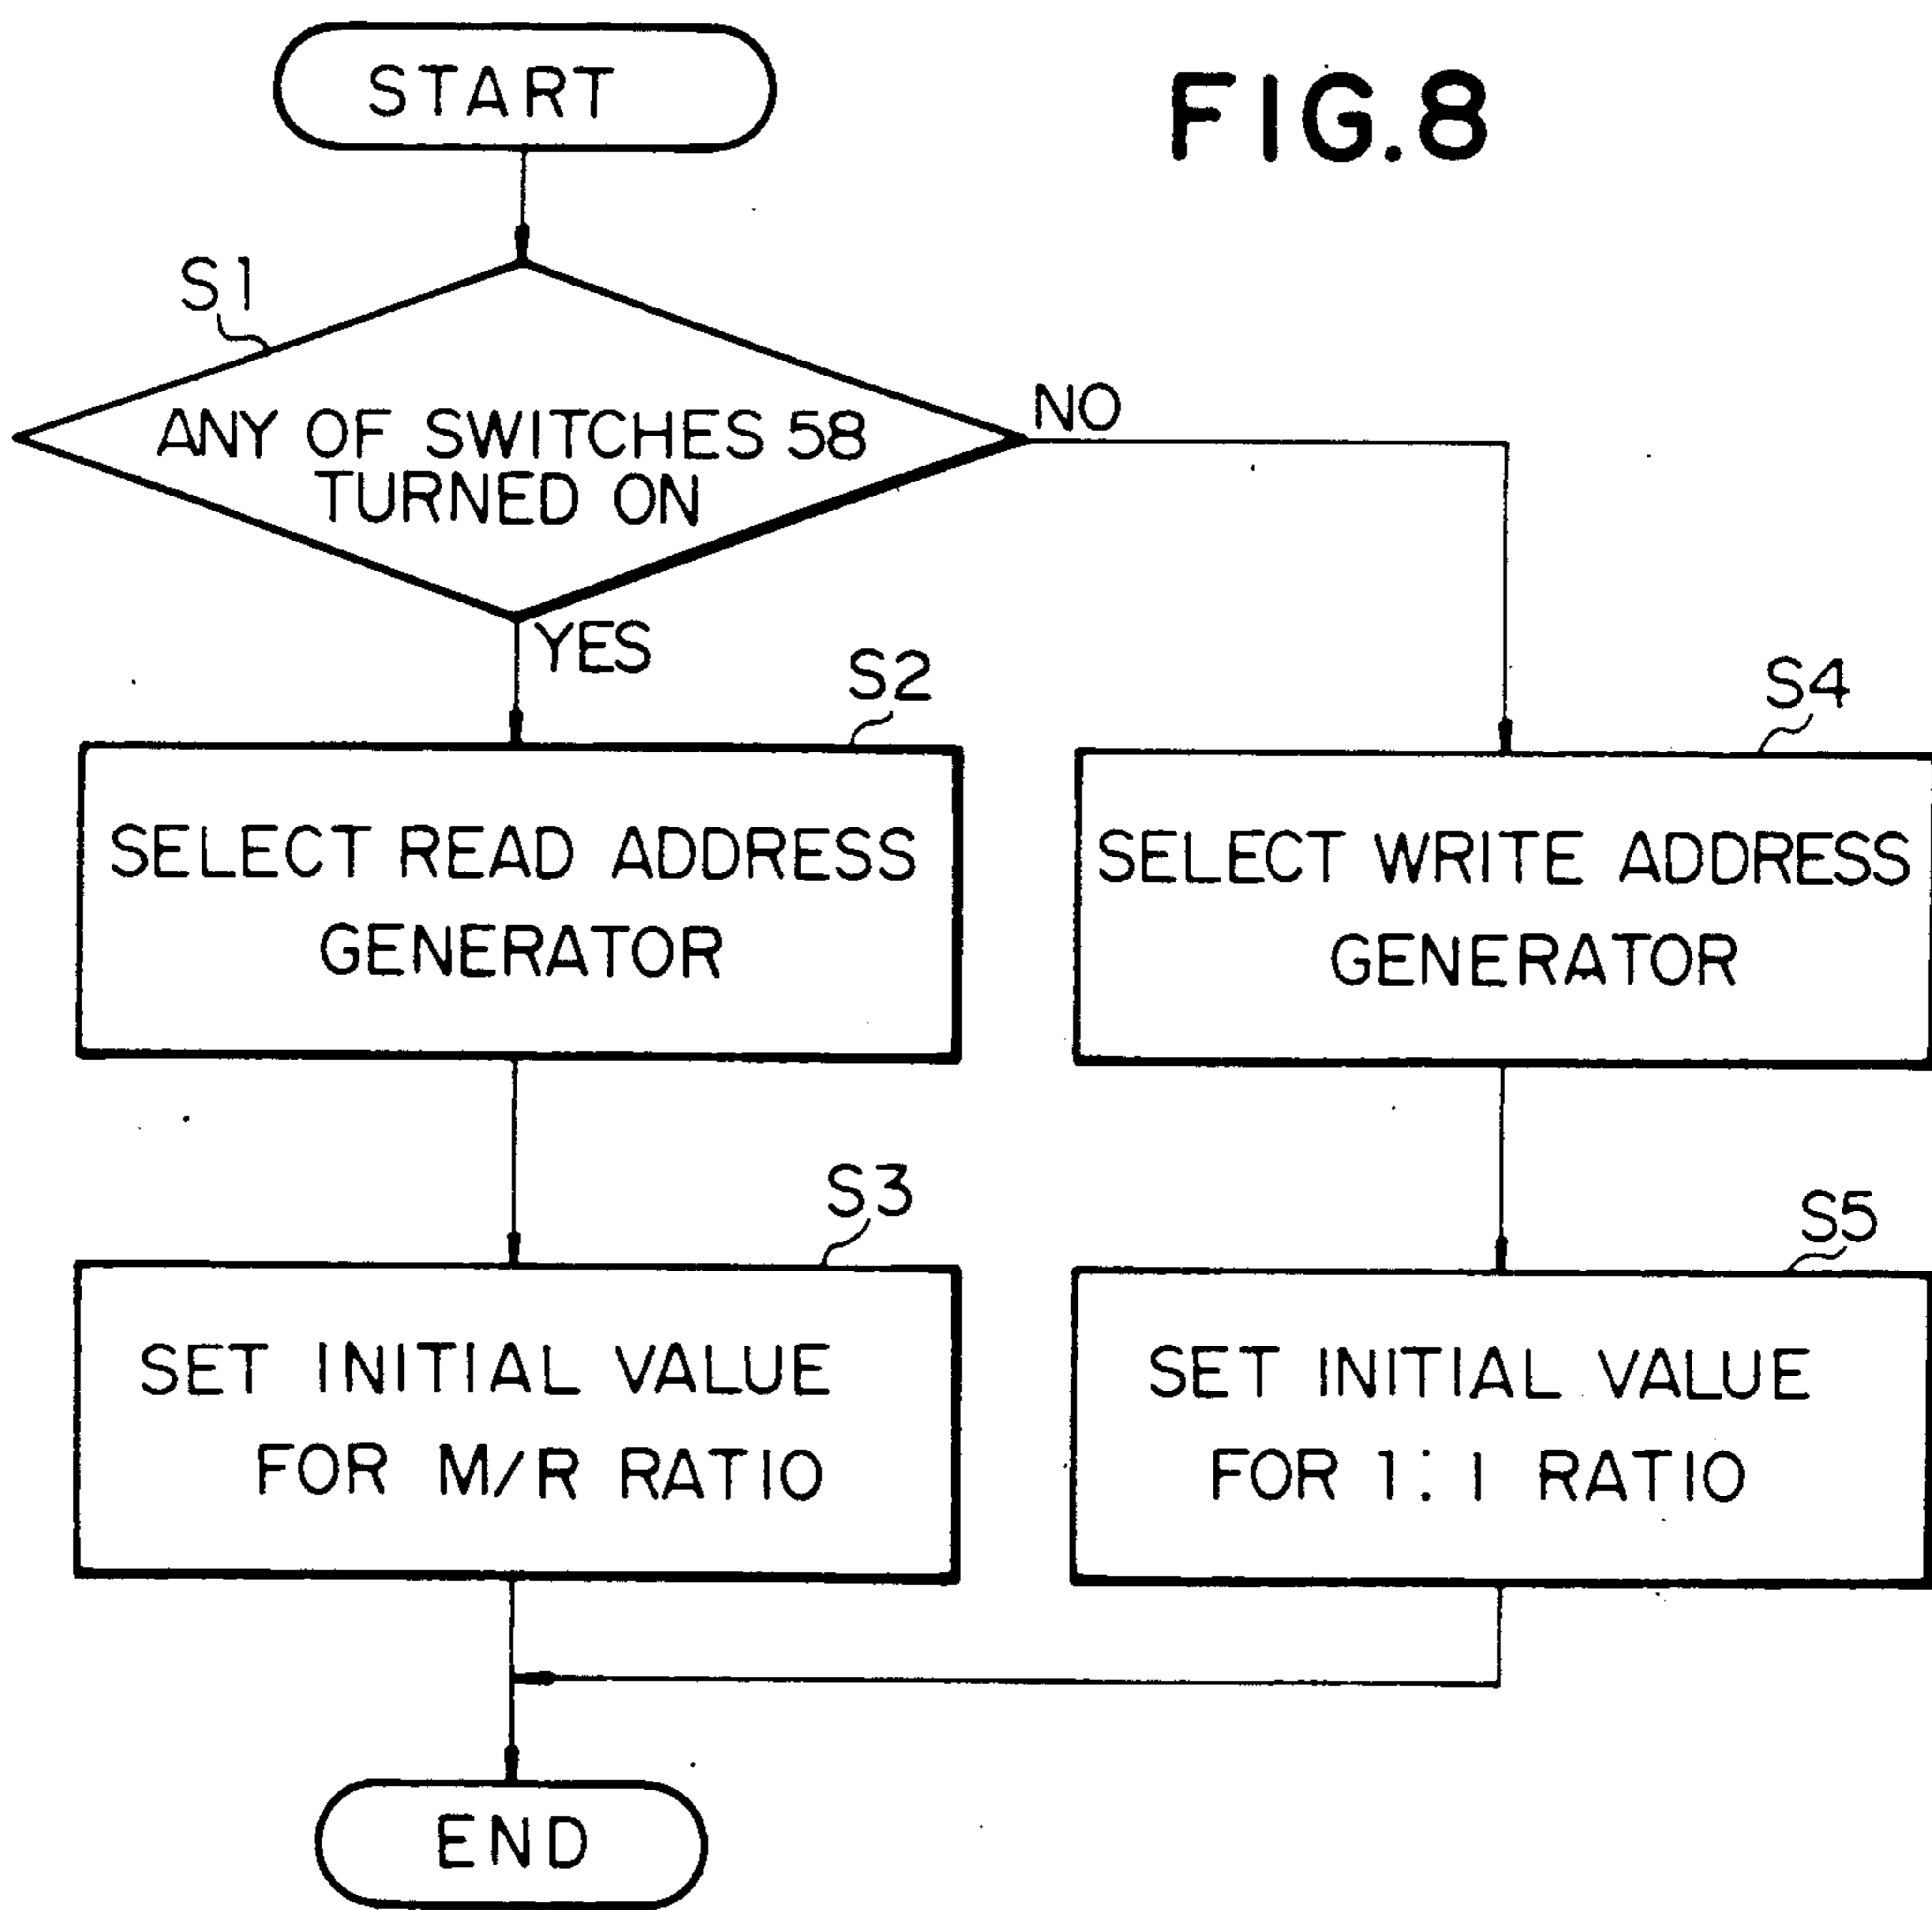 START
FIG.8
S1
ANY OF SWITCHES 58
TURNED ON
NO
YES
S2
SELECT READ ADDRESS
GENERATOR
S4
SELECT WRITE ADDRESS
GENERATOR
S3
SET INITIAL VALUE
FOR M/R RATIO
S5
SET INITIAL VALUE
FOR 1:1 RATIO
END